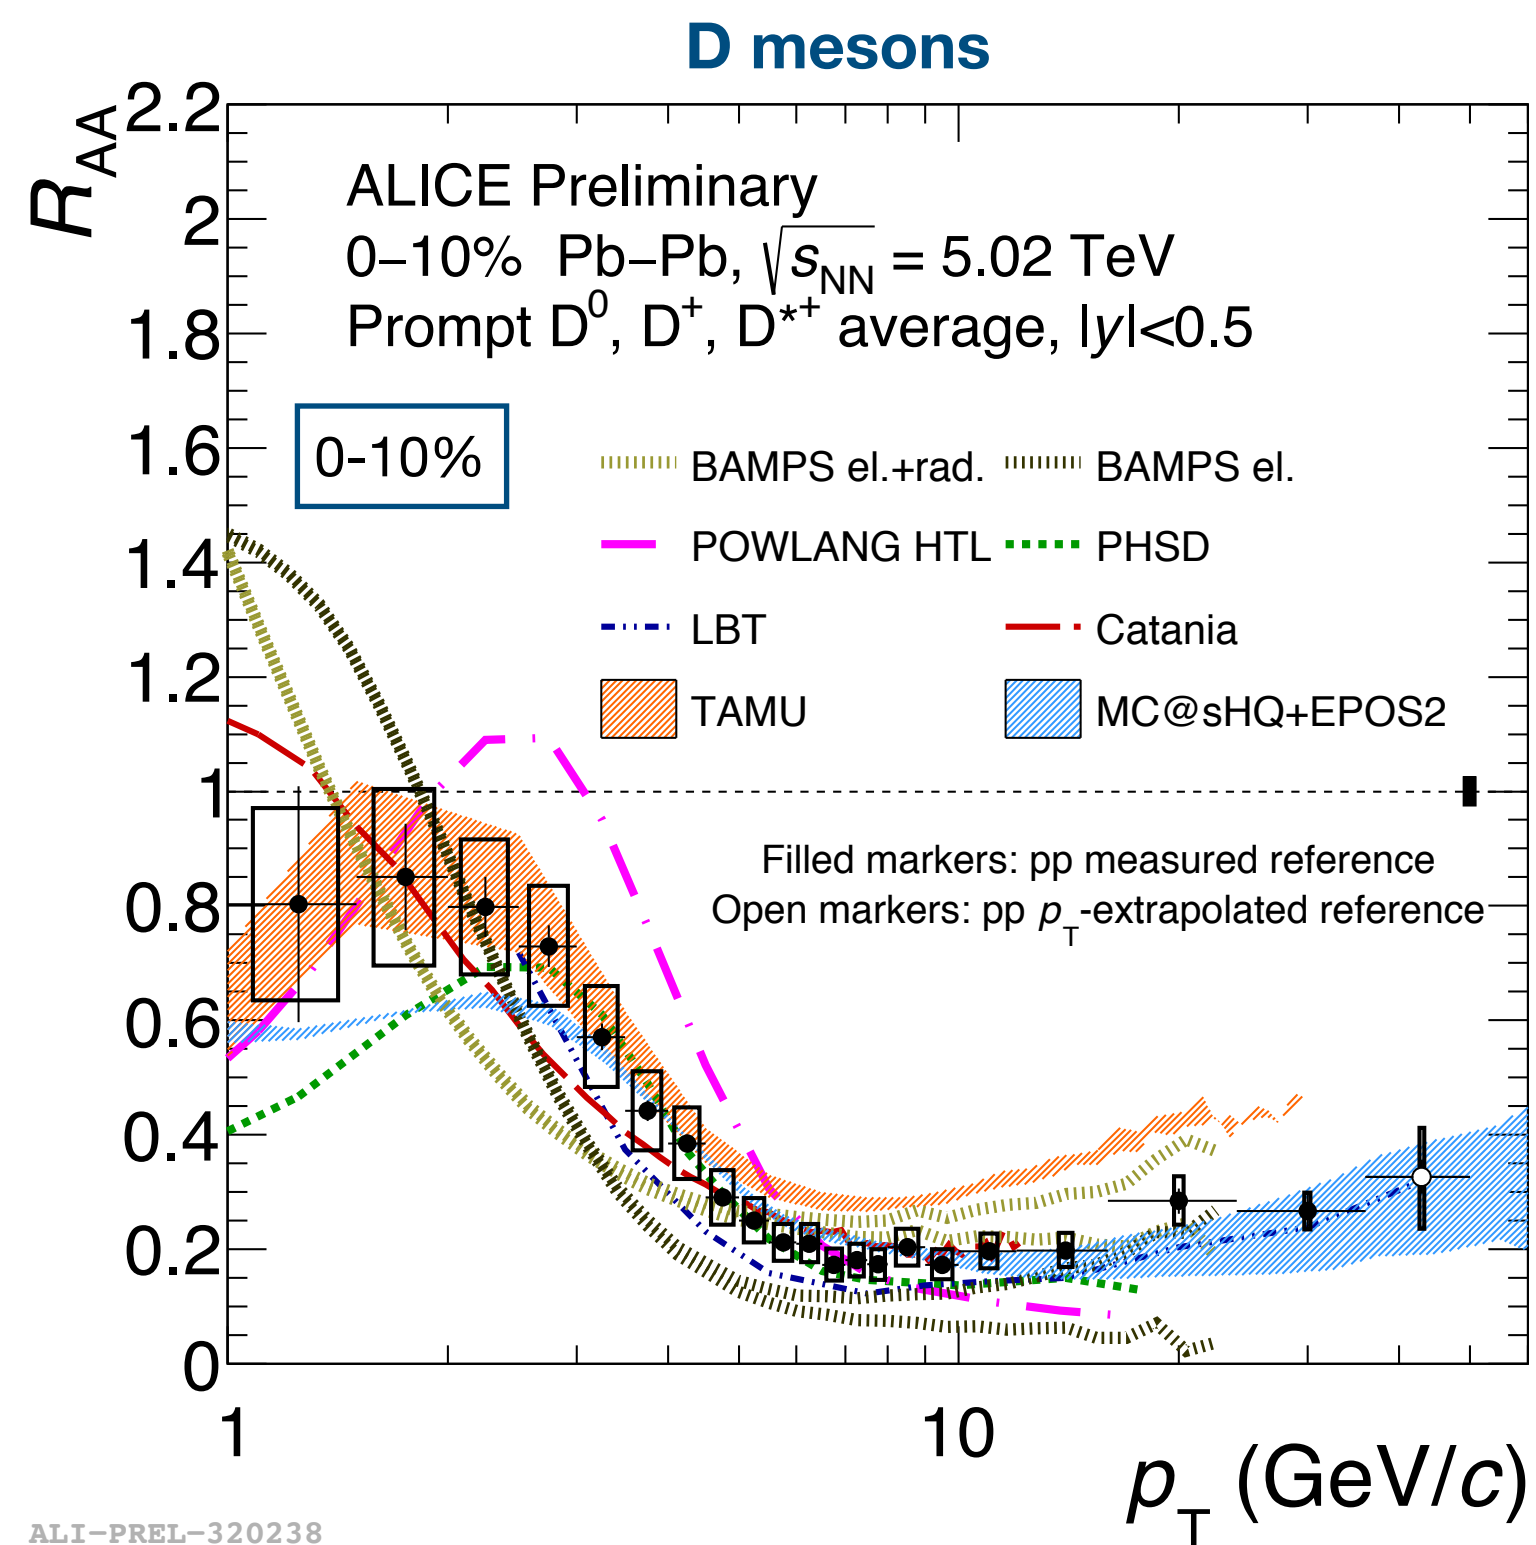 D mesons
R_AA
2.2
2
1.8
1.6
1.4
1.2
1
0.8
0.6
0.4
0.2
0
ALICE Preliminary
0–10% Pb–Pb, √s_NN = 5.02 TeV
Prompt D⁰, D⁺, D*⁺ average, |y|<0.5
0-10%
BAMPS el.+rad. BAMPS el.
POWLANG HTL PHSD
LBT Catania
TAMU MC@sHQ+EPOS2
Filled markers: pp measured reference
Open markers: pp p_T-extrapolated reference
1 10
p_T (GeV/c)
ALI-PREL-320238